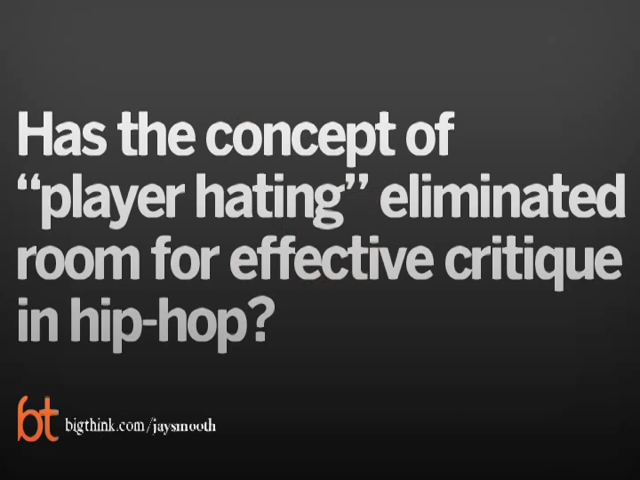 Has the concept of
“player hating” eliminated
room for effective critique
in hip-hop?
bt bigthink.com/jaysmooth